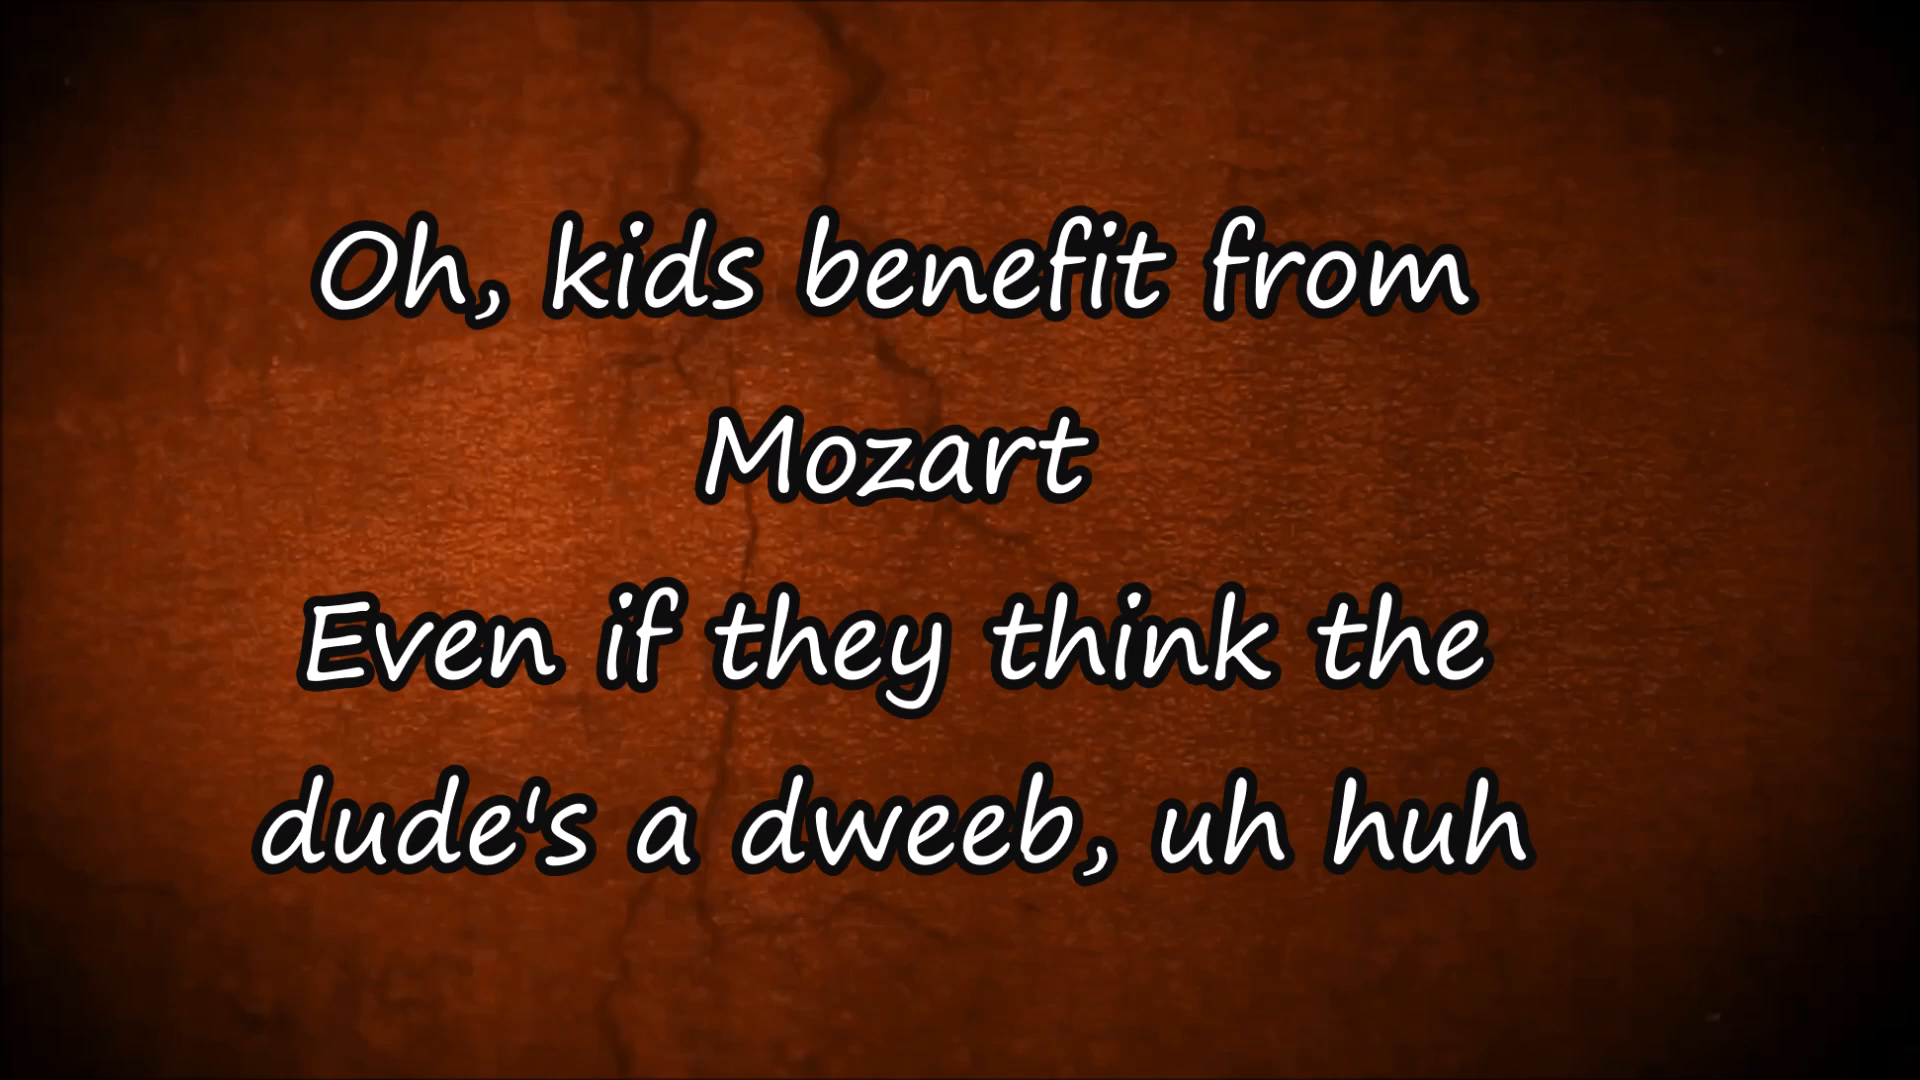 Oh, kids benefit from
Mozart
Even if they think the
dude's a dweeb, uh huh